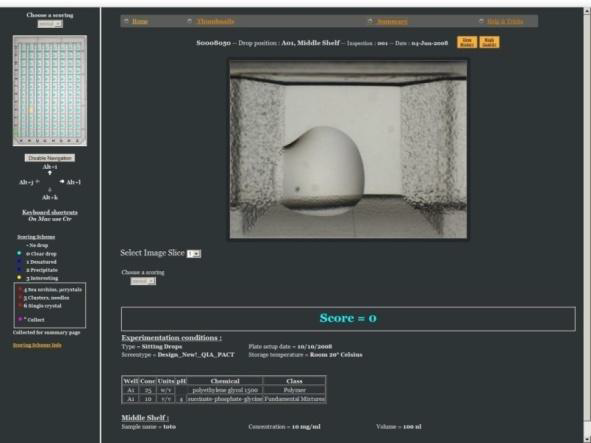 Choose a scoring
Home
Thumbnails
Summary
Help & Tricks
S0008030 -- Drop position : A01, Middle Shelf -- Inspection : 001 -- Date : 04-Jun-2008
Disable Navigation
Alt+i
Alt+j
Alt+l
Alt+k
Keyboard shortcuts
On Mac use Ctr
Scoring Scheme
- No drop
0 Clear drop
1 Denatured
2 Precipitate
3 Interesting
4 Sea urchins, µcrystals
5 Clusters, needles
6 Single crystal
* Collect
Collected for summary page
Scoring Scheme Info
Select Image Slice 1
Choose a scoring
Score = 0
Experimentation conditions :
Type = Sitting Drops Plate setup date = 10/10/2008
Screentype = Design_New!_QIA_PACT Storage temperature = Room 20° Celsius
Well Conc Units pH Chemical Class
A1 25 w/v polyethylene glycol 1500 Polymer
A1 10 v/v 4 succinate-phosphate-glycine Fundamental Mixtures
Middle Shelf :
Sample name = toto Concentration = 10 mg/ml Volume = 100 nl